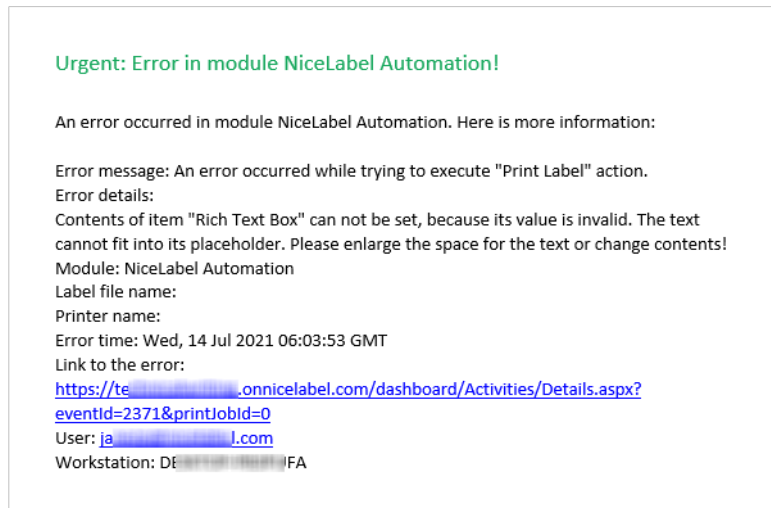 Urgent: Error in module NiceLabel Automation!
An error occurred in module NiceLabel Automation. Here is more information:
Error message: An error occurred while trying to execute "Print Label" action.
Error details:
Contents of item "Rich Text Box" can not be set, because its value is invalid. The text
cannot fit into its placeholder. Please enlarge the space for the text or change contents!
Module: NiceLabel Automation
Label file name:
Printer name:
Error time: Wed, 14 Jul 2021 06:03:53 GMT
Link to the error:
https://te .onnicelabel.com/dashboard/Activities/Details.aspx?
eventId=2371&printJobId=0
User: ja l.com
Workstation: DE FA